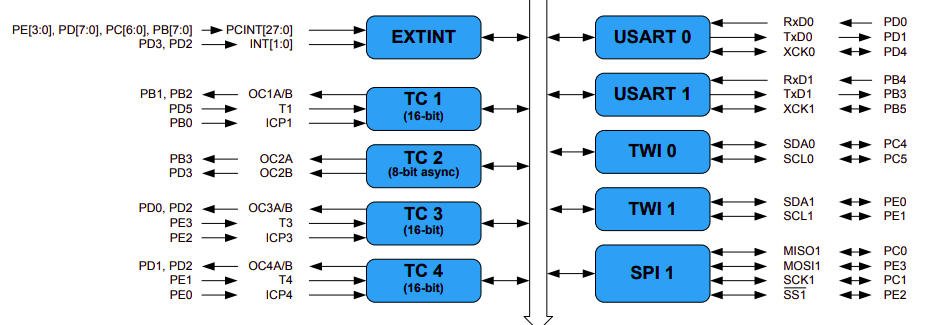 PE[3:0], PD[7:0], PC[6:0], PB[7:0] PCINT[27:0]
PD3, PD2 INT[1:0]
EXTINT
PB1, PB2 OC1A/B
PD5 T1
PB0 ICP1
TC 1
(16-bit)
PB3 OC2A
PD3 OC2B
TC 2
(8-bit async)
PD0, PD2 OC3A/B
PE3 T3
PE2 ICP3
TC 3
(16-bit)
PD1, PD2 OC4A/B
PE1 T4
PE0 ICP4
TC 4
(16-bit)
USART 0
RxD0 PD0
TxD0 PD1
XCK0 PD4
USART 1
RxD1 PB4
TxD1 PB3
XCK1 PB5
TWI 0
SDA0 PC4
SCL0 PC5
TWI 1
SDA1 PE0
SCL1 PE1
SPI 1
MISO1 PC0
MOSI1 PE3
SCK1 PC1
SS1 PE2